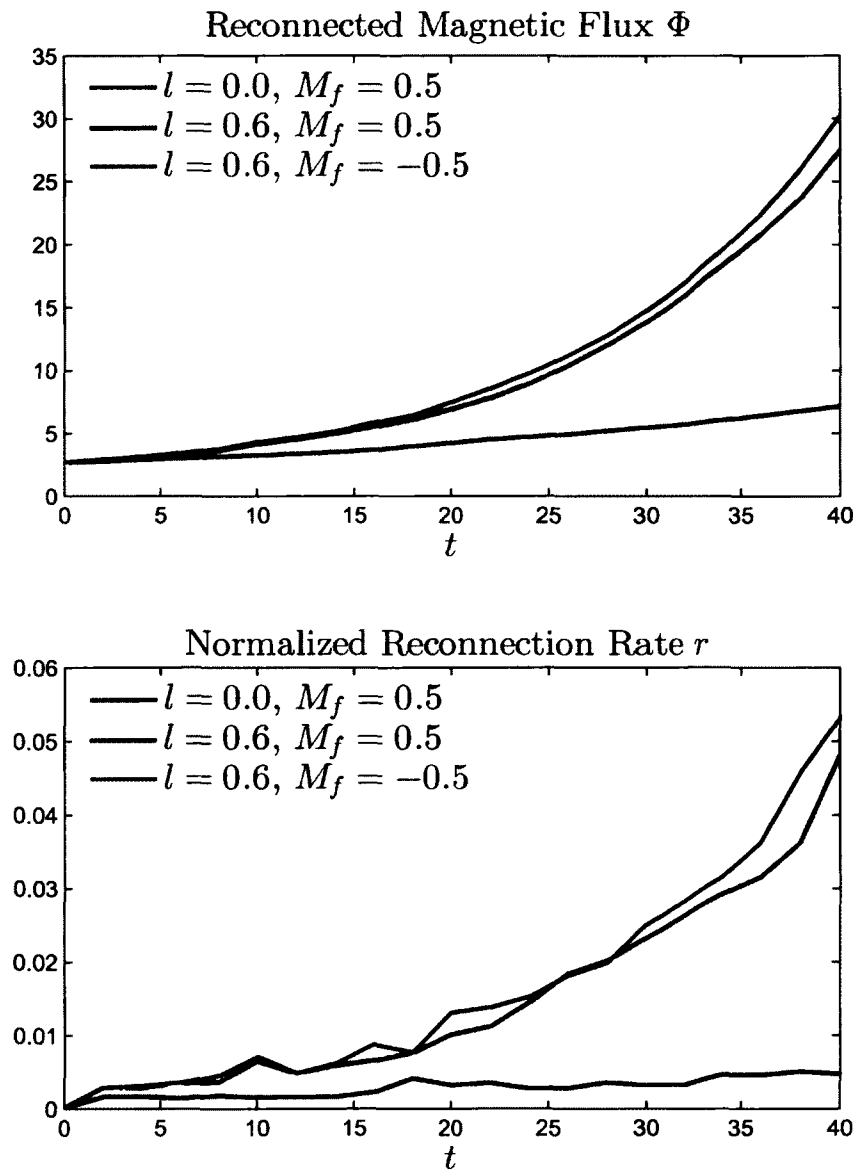 Reconnected Magnetic Flux Φ
35
30
25
20
15
10
5
0
l = 0.0, M_f = 0.5
l = 0.6, M_f = 0.5
l = 0.6, M_f = −0.5
0 5 10 15 20 25 30 35 40
t
Normalized Reconnection Rate r
0.06
0.05
0.04
0.03
0.02
0.01
0
l = 0.0, M_f = 0.5
l = 0.6, M_f = 0.5
l = 0.6, M_f = −0.5
0 5 10 15 20 25 30 35 40
t